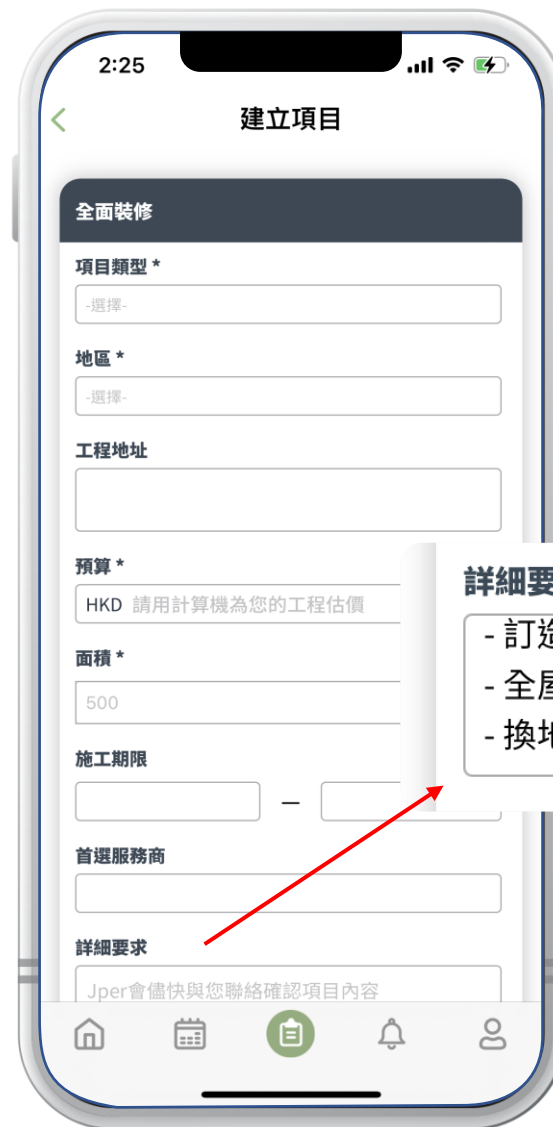 2:25
建立項目
全面裝修
項目類型 *
-選擇-
地區 *
-選擇-
工程地址
預算 *
HKD 請用計算機為您的工程估價
面積 *
500
施工期限
–
首選服務商
詳細要求
Jper會儘快與您聯絡確認項目內容
詳細要
- 訂造
- 全屋
- 換地